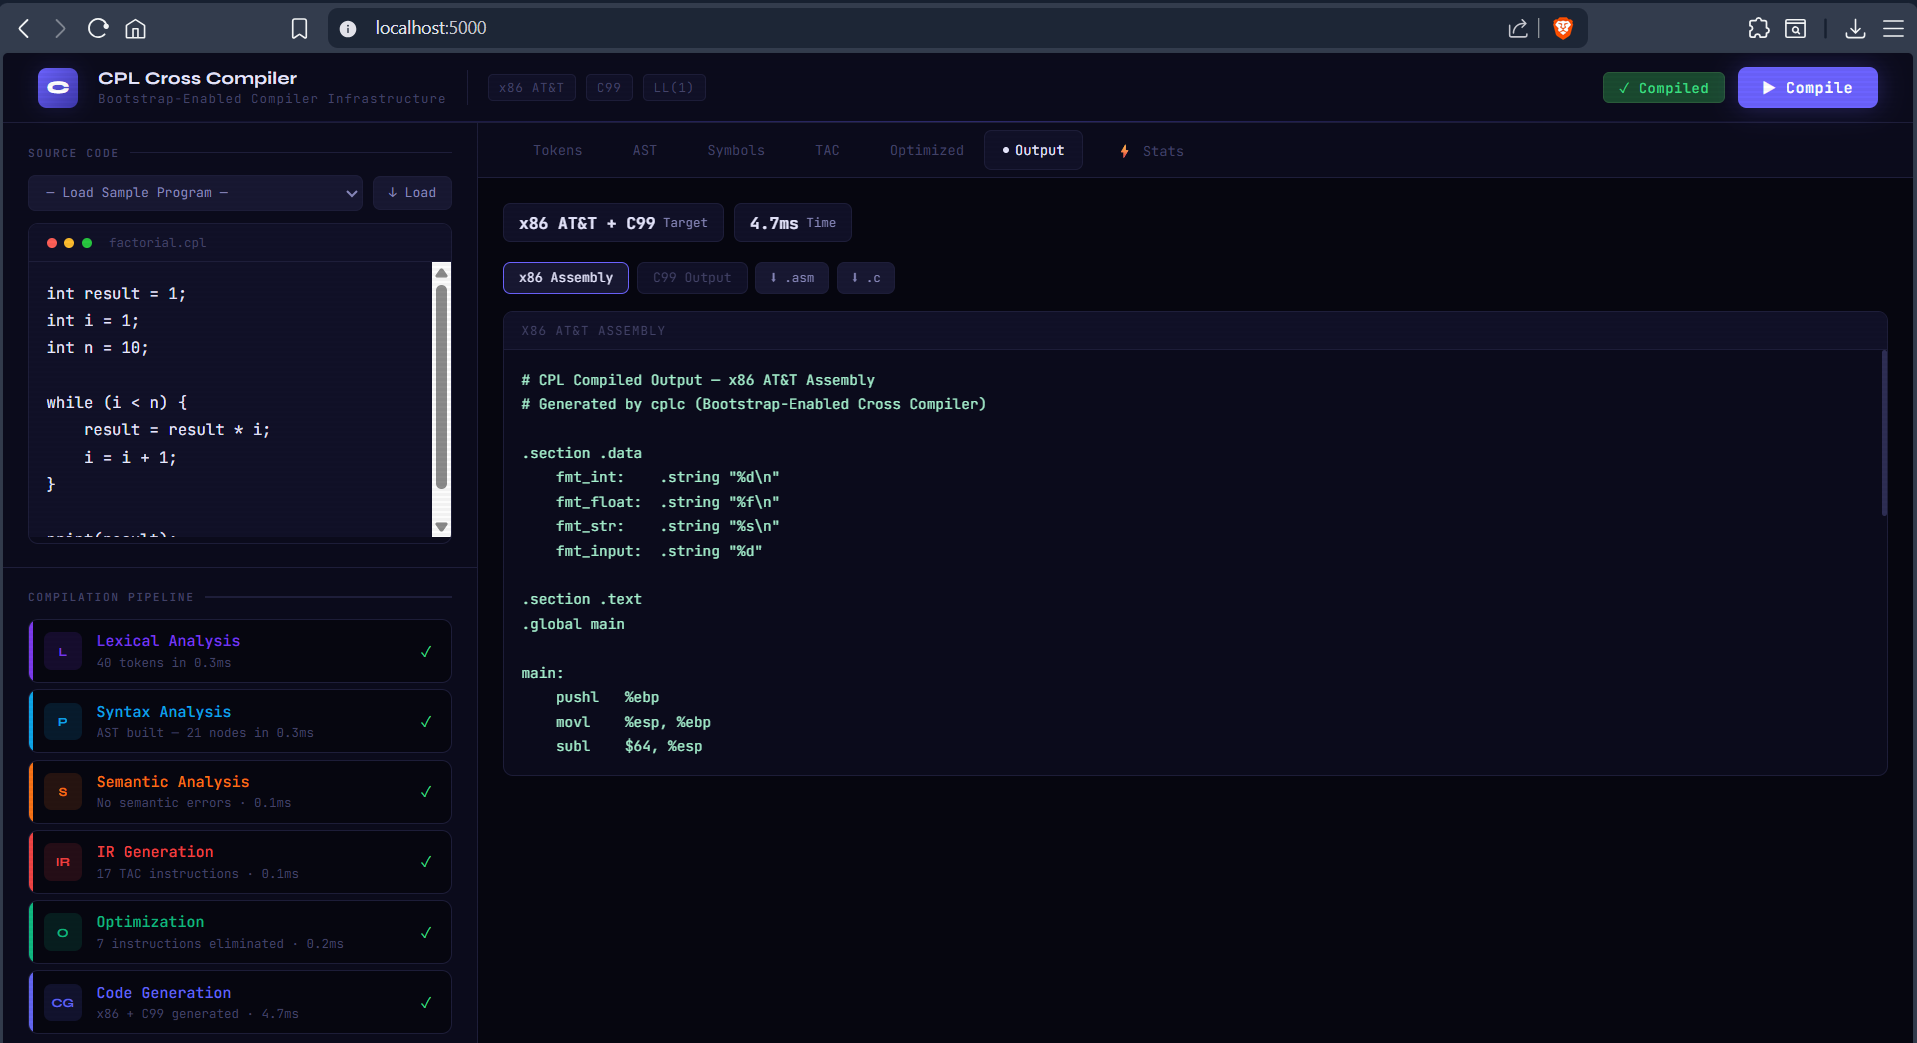 localhost:5000
CPL Cross Compiler
Bootstrap-Enabled Compiler Infrastructure
x86 AT&T
C99
LL(1)
✓ Compiled
▶ Compile
SOURCE CODE
— Load Sample Program —
↓ Load
factorial.cpl
int result = 1;
int i = 1;
int n = 10;
while (i < n) {
    result = result * i;
    i = i + 1;
}
print(result);
COMPILATION PIPELINE
L
Lexical Analysis
40 tokens in 0.3ms
✓
P
Syntax Analysis
AST built — 21 nodes in 0.3ms
✓
S
Semantic Analysis
No semantic errors · 0.1ms
✓
IR
IR Generation
17 TAC instructions · 0.1ms
✓
O
Optimization
7 instructions eliminated · 0.2ms
✓
CG
Code Generation
x86 + C99 generated · 4.7ms
✓
Tokens
AST
Symbols
TAC
Optimized
Output
Stats
x86 AT&T + C99 Target
4.7ms Time
x86 Assembly
C99 Output
⬇ .asm
⬇ .c
X86 AT&T ASSEMBLY
# CPL Compiled Output — x86 AT&T Assembly
# Generated by cplc (Bootstrap-Enabled Cross Compiler)
.section .data
    fmt_int:    .string "%d\n"
    fmt_float:  .string "%f\n"
    fmt_str:    .string "%s\n"
    fmt_input:  .string "%d"
.section .text
.global main
main:
    pushl   %ebp
    movl    %esp, %ebp
    subl    $64, %esp